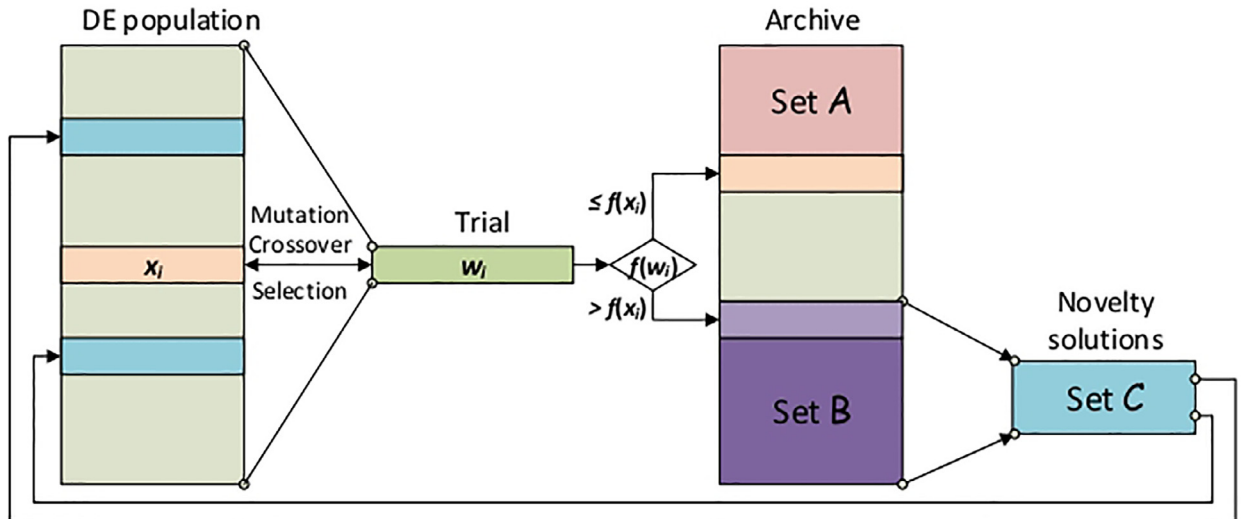 DE population
Archive
Set A
Mutation
Crossover
Selection
xᵢ
Trial
wᵢ
≤ f(xᵢ)
f(wᵢ)
> f(xᵢ)
Novelty
solutions
Set B
Set C